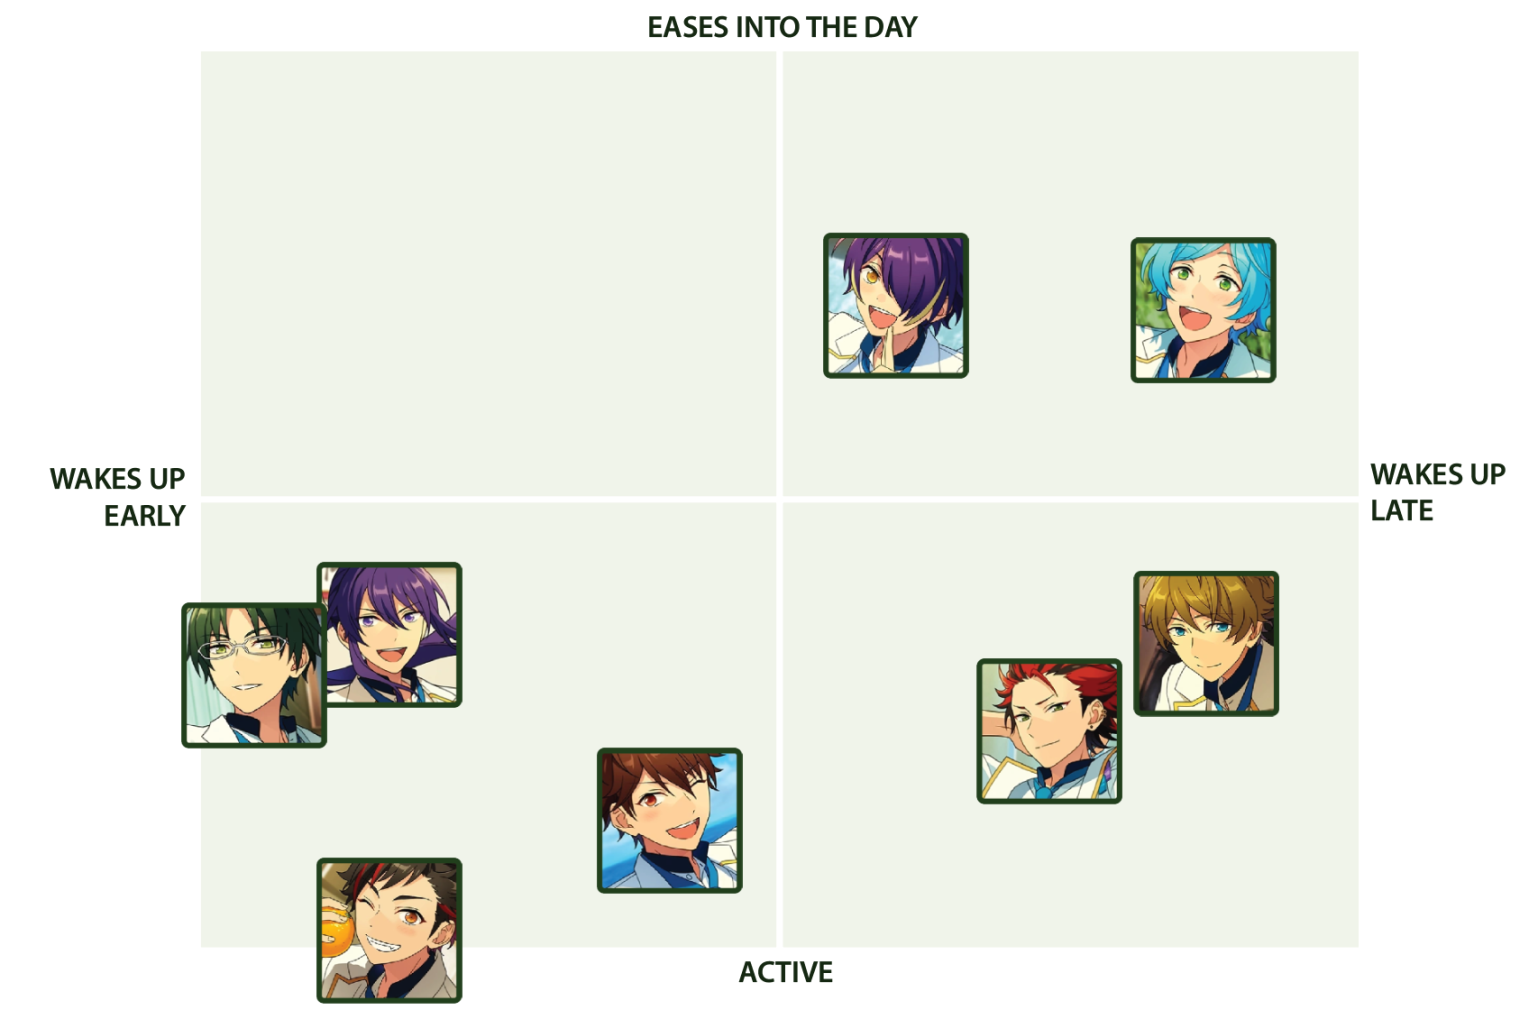 EASES INTO THE DAY
WAKES UP
EARLY
WAKES UP
LATE
ACTIVE